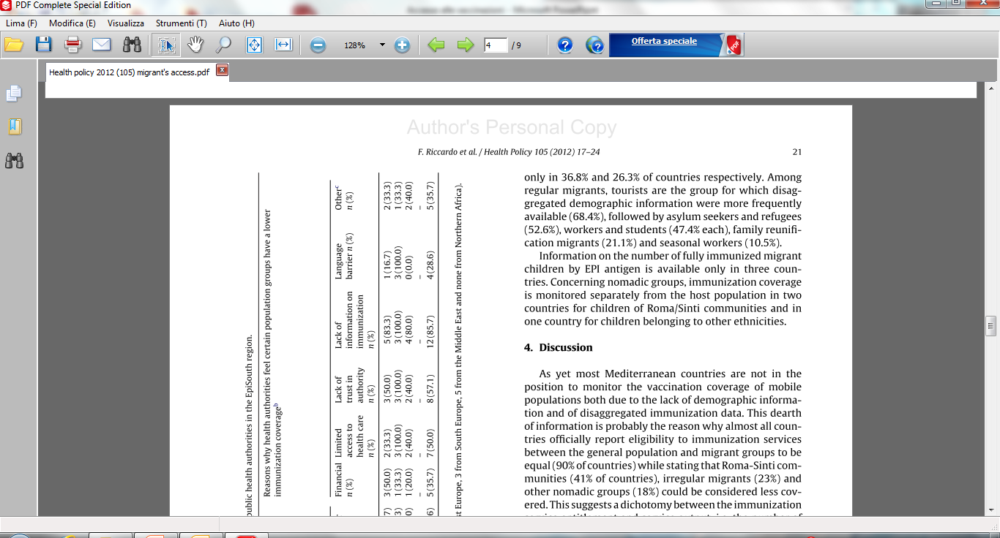 PDF Complete Special Edition
Accesso alle vaccinazioni - Microsoft PowerPoint
Lima (F) Modifica (E) Visualizza Strumenti (T) Aiuto (H)
128% 4 / 9 Offerta speciale
PDF
Health policy 2012 (105) migrant's access.pdf
Author's Personal Copy
F. Riccardo et al. / Health Policy 105 (2012) 17–24 21
public health authorities in the EpiSouth region.
Reasons why health authorities feel certain population groups have a lower
immunization coverageb
Financial
n (%)
Limited
access to
health care
n (%)
Lack of
trust in
authority
n (%)
Lack of
information on
immunization
n (%)
Language
barrier n (%)
Otherc
n (%)
7) 3 (50.0) 2 (33.3) 3 (50.0) 5 (83.3) 1 (16.7) 2 (33.3)
3) 1 (33.3) 3 (100.0) 3 (100.0) 3 (100.0) 3 (100.0) 1 (33.3)
0) 1 (20.0) 2 (40.0) 2 (40.0) 4 (80.0) 0 (0.0) 2 (40.0)
– – – – – –
6) 5 (35.7) 7 (50.0) 8 (57.1) 12 (85.7) 4 (28.6) 5 (35.7)
st Europe, 3 from South Europe, 5 from the Middle East and none from Northern Africa).
only in 36.8% and 26.3% of countries respectively. Among
regular migrants, tourists are the group for which disag-
gregated demographic information were more frequently
available (68.4%), followed by asylum seekers and refugees
(52.6%), workers and students (47.4% each), family reunifi-
cation migrants (21.1%) and seasonal workers (10.5%).
Information on the number of fully immunized migrant
children by EPI antigen is available only in three coun-
tries. Concerning nomadic groups, immunization coverage
is monitored separately from the host population in two
countries for children of Roma/Sinti communities and in
one country for children belonging to other ethnicities.
4. Discussion
As yet most Mediterranean countries are not in the
position to monitor the vaccination coverage of mobile
populations both due to the lack of demographic informa-
tion and of disaggregated immunization data. This dearth
of information is probably the reason why almost all coun-
tries officially report eligibility to immunization services
between the general population and migrant groups to be
equal (90% of countries) while stating that Roma-Sinti com-
munities (41% of countries), irregular migrants (23%) and
other nomadic groups (18%) could be considered less cov-
ered. This suggests a dichotomy between the immunization